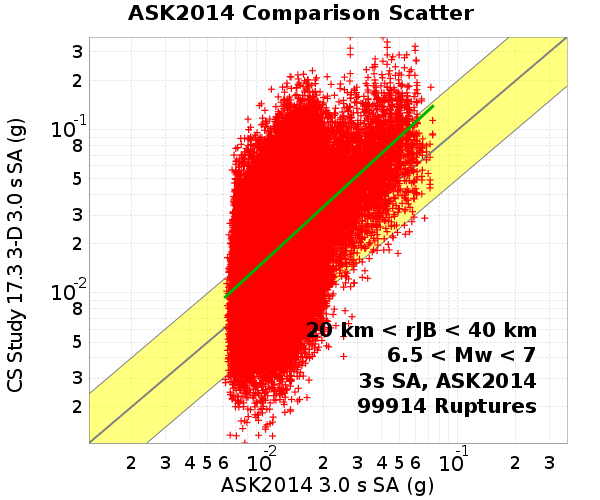 ASK2014 Comparison Scatter
CS Study 17.3 3-D 3.0 s SA (g)
3
2
10-1
8
5
3
2
10-2
8
5
3
2
20 km < rJB < 40 km
6.5 < Mw < 7
3s SA, ASK2014
99914 Ruptures
2 3 4 5 6 10-2 2 3 4 5 6 10-1 2 3
ASK2014 3.0 s SA (g)